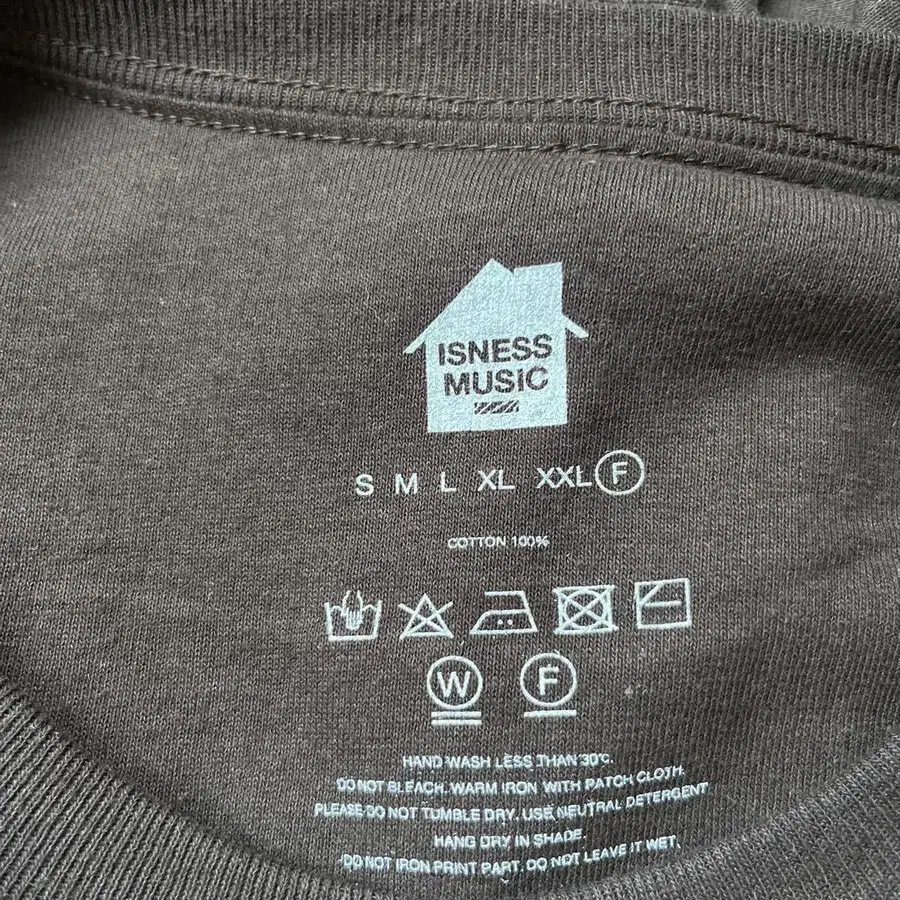 ISNESS
MUSIC
S M L XL XXL F
COTTON 100%
W F
HAND WASH LESS THAN 30℃.
DO NOT BLEACH. WARM IRON WITH PATCH CLOTH.
PLEASE DO NOT TUMBLE DRY. USE NEUTRAL DETERGENT
HANG DRY IN SHADE.
DO NOT IRON PRINT PART. DO NOT LEAVE IT WET.